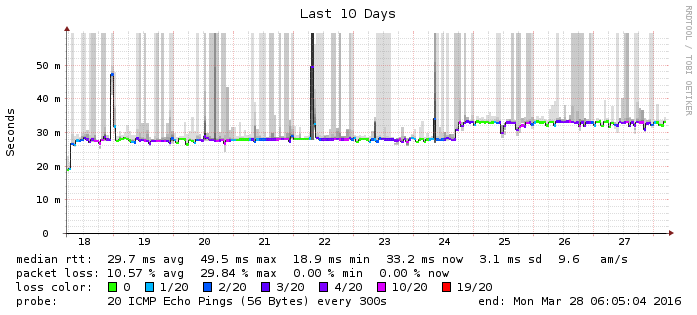 Last 10 Days
RRDTOOL / TOBI OETIKER
Seconds
50 m
40 m
30 m
20 m
10 m
0
18 19 20 21 22 23 24 25 26 27
median rtt: 29.7 ms avg 49.5 ms max 18.9 ms min 33.2 ms now 3.1 ms sd 9.6 am/s
packet loss: 10.57 % avg 29.84 % max 0.00 % min 0.00 % now
loss color: 0 1/20 2/20 3/20 4/20 10/20 19/20
probe: 20 ICMP Echo Pings (56 Bytes) every 300s end: Mon Mar 28 06:05:04 2016